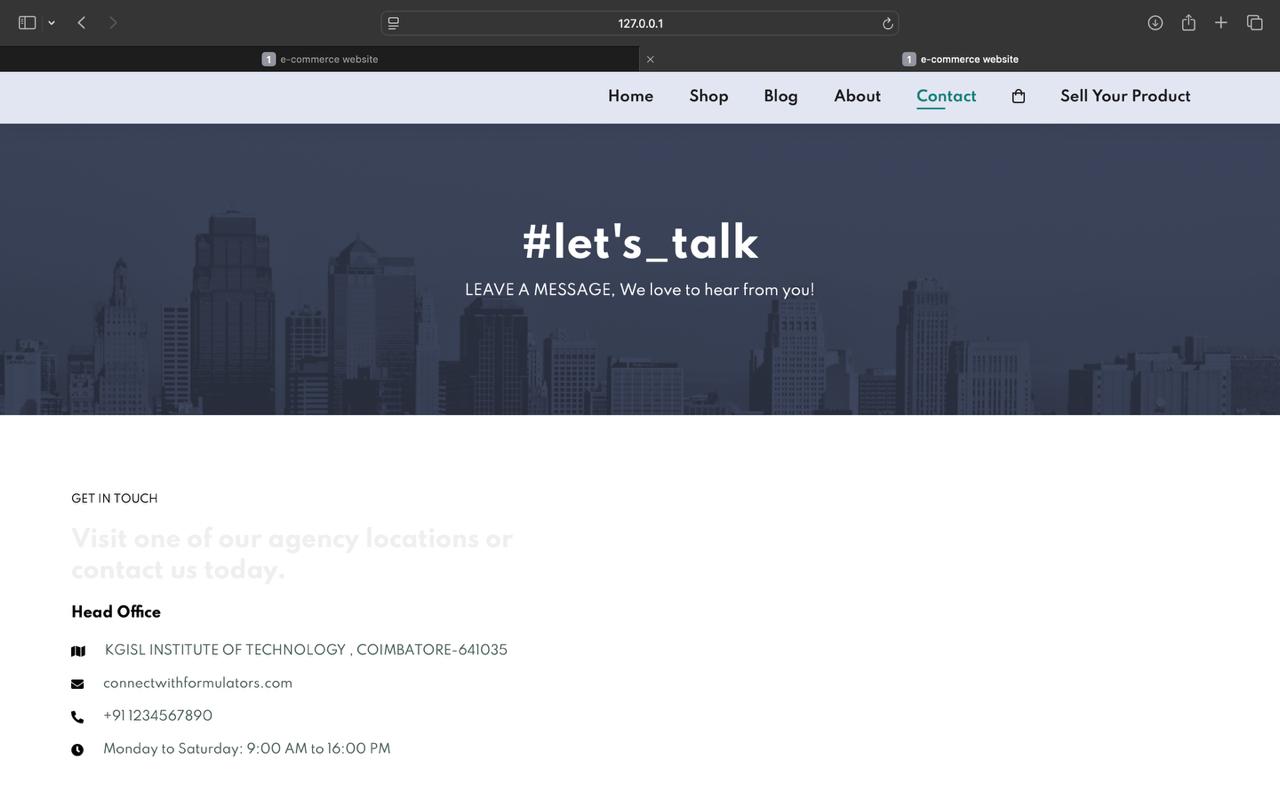 127.0.0.1
1 e-commerce website
1 e-commerce website
Home Shop Blog About Contact Sell Your Product
#let's_talk
LEAVE A MESSAGE, We love to hear from you!
GET IN TOUCH
Visit one of our agency locations or
contact us today.
Head Office
KGISL INSTITUTE OF TECHNOLOGY , COIMBATORE-641035
connectwithformulators.com
+91 1234567890
Monday to Saturday: 9:00 AM to 16:00 PM